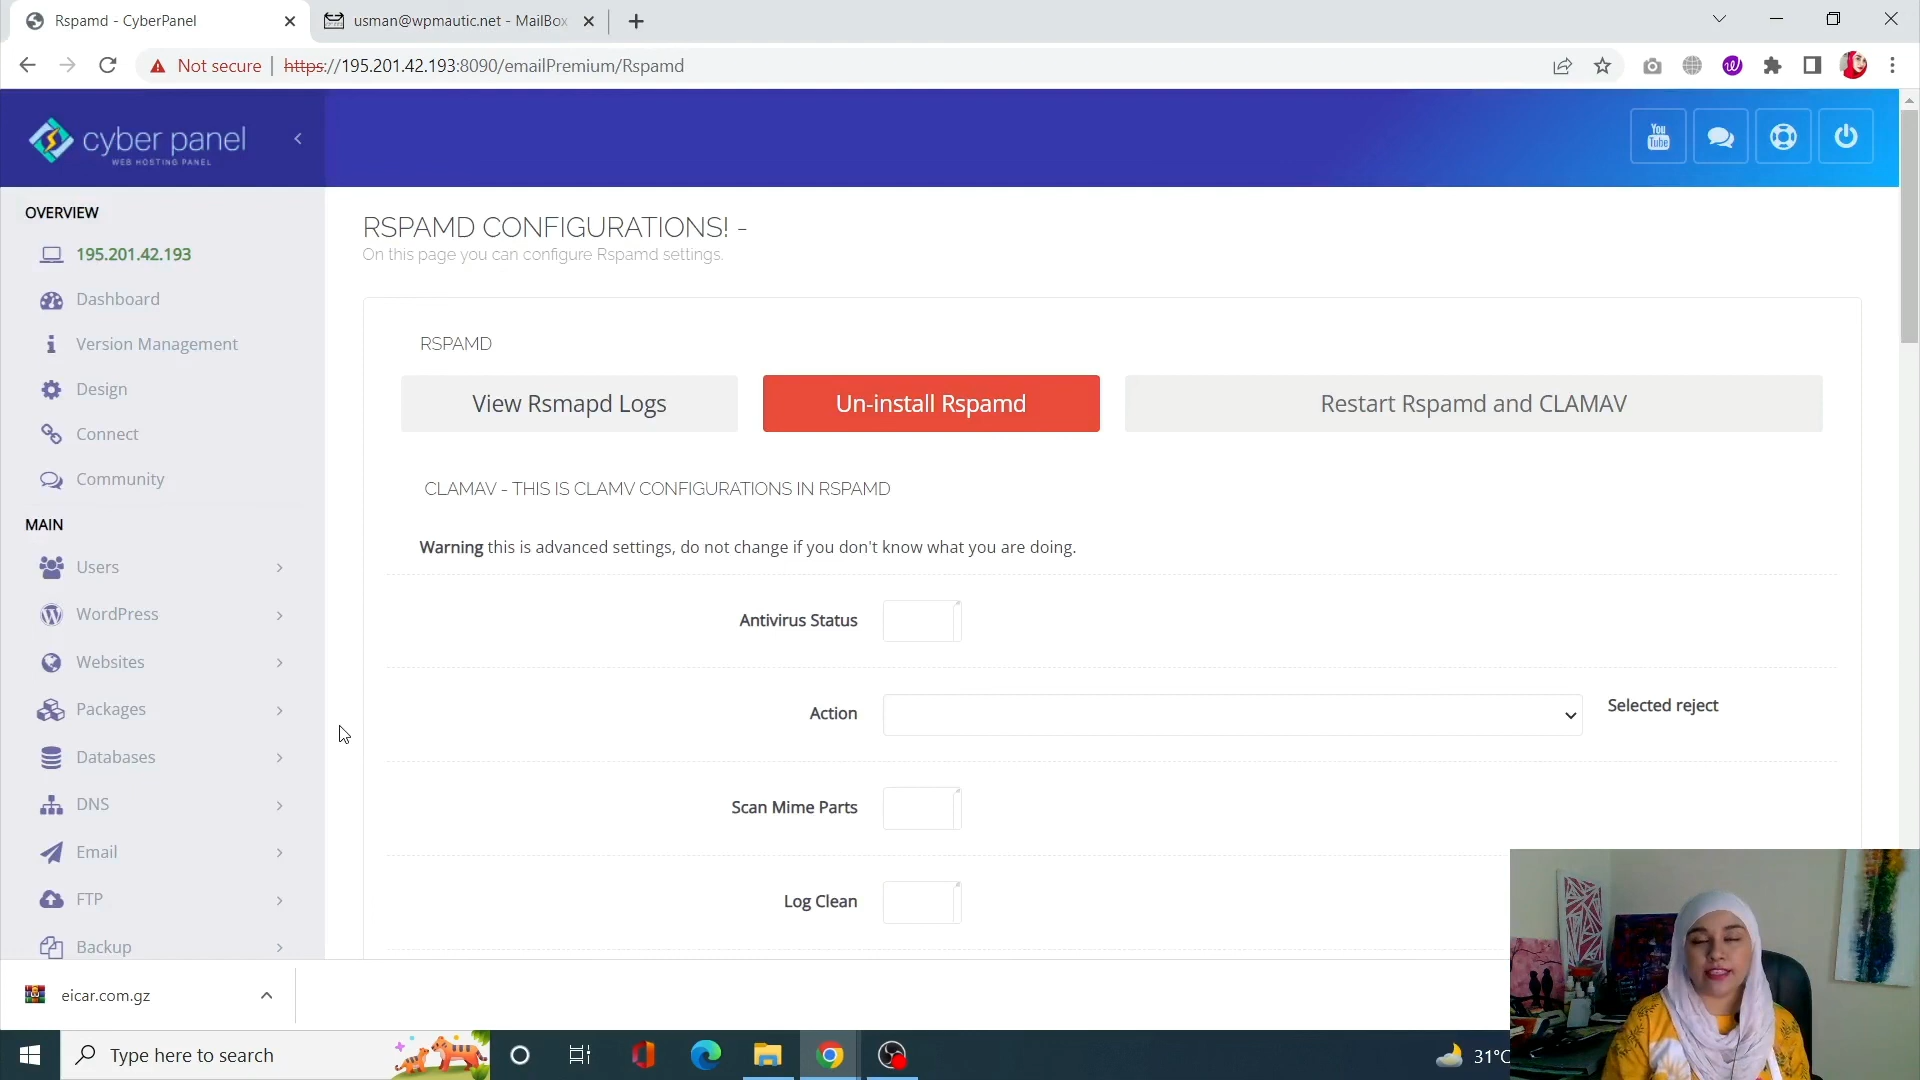 Rspamd - CyberPanel
usman@wpmautic.net - MailBox
Not secure | https://195.201.42.193:8090/emailPremium/Rspamd
cyber panel
WEB HOSTING PANEL
You
Tube
OVERVIEW
195.201.42.193
Dashboard
Version Management
Design
Connect
Community
MAIN
Users
WordPress
Websites
Packages
Databases
DNS
Email
FTP
Backup
RSPAMD CONFIGURATIONS! -
On this page you can configure Rspamd settings.
RSPAMD
View Rsmapd Logs
Un-install Rspamd
Restart Rspamd and CLAMAV
CLAMAV - THIS IS CLAMV CONFIGURATIONS IN RSPAMD
Warning this is advanced settings, do not change if you don't know what you are doing.
Antivirus Status
Action
Selected reject
Scan Mime Parts
Log Clean
eicar.com.gz
Type here to search
31°C